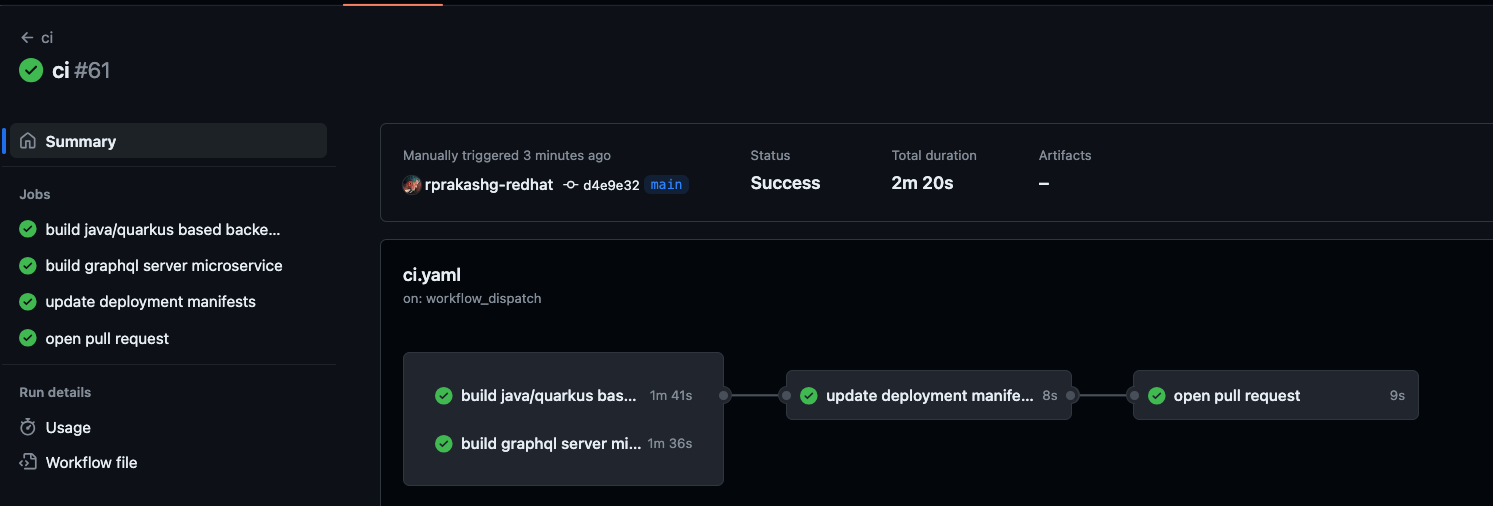 ci
ci #61
Summary
Jobs
build java/quarkus based backe...
build graphql server microservice
update deployment manifests
open pull request
Run details
Usage
Workflow file
Manually triggered 3 minutes ago
rprakashg-redhat d4e9e32 main
Status
Success
Total duration
2m 20s
Artifacts
–
ci.yaml
on: workflow_dispatch
build java/quarkus bas... 1m 41s
build graphql server mi... 1m 36s
update deployment manife... 8s
open pull request 9s